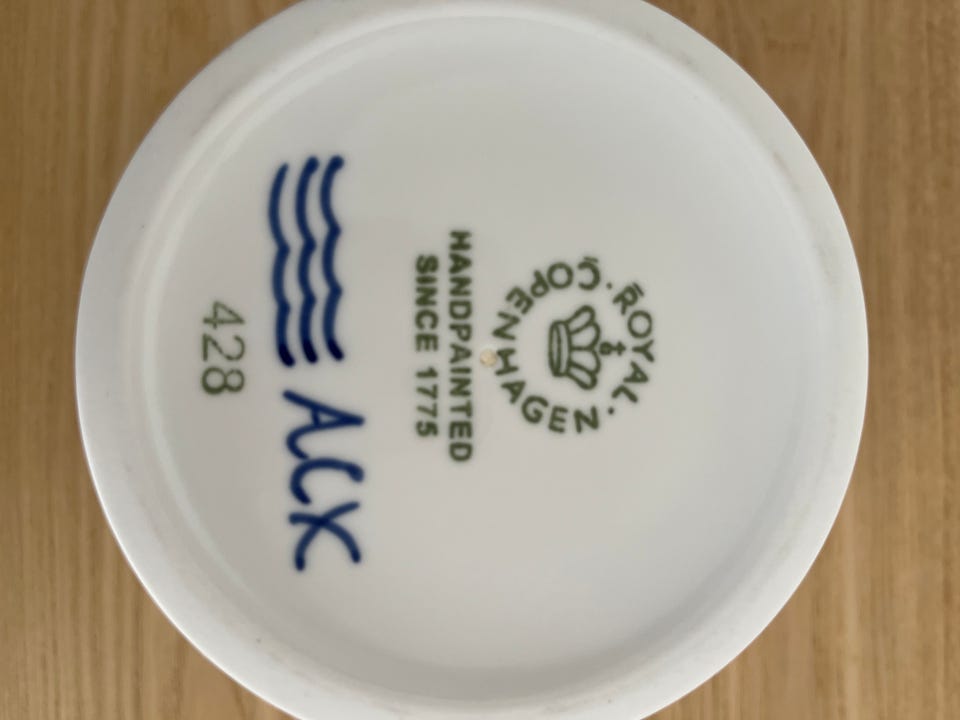 · ROYAL ·
COPENHAGEN
HANDPAINTED
SINCE 1775
ACK
428